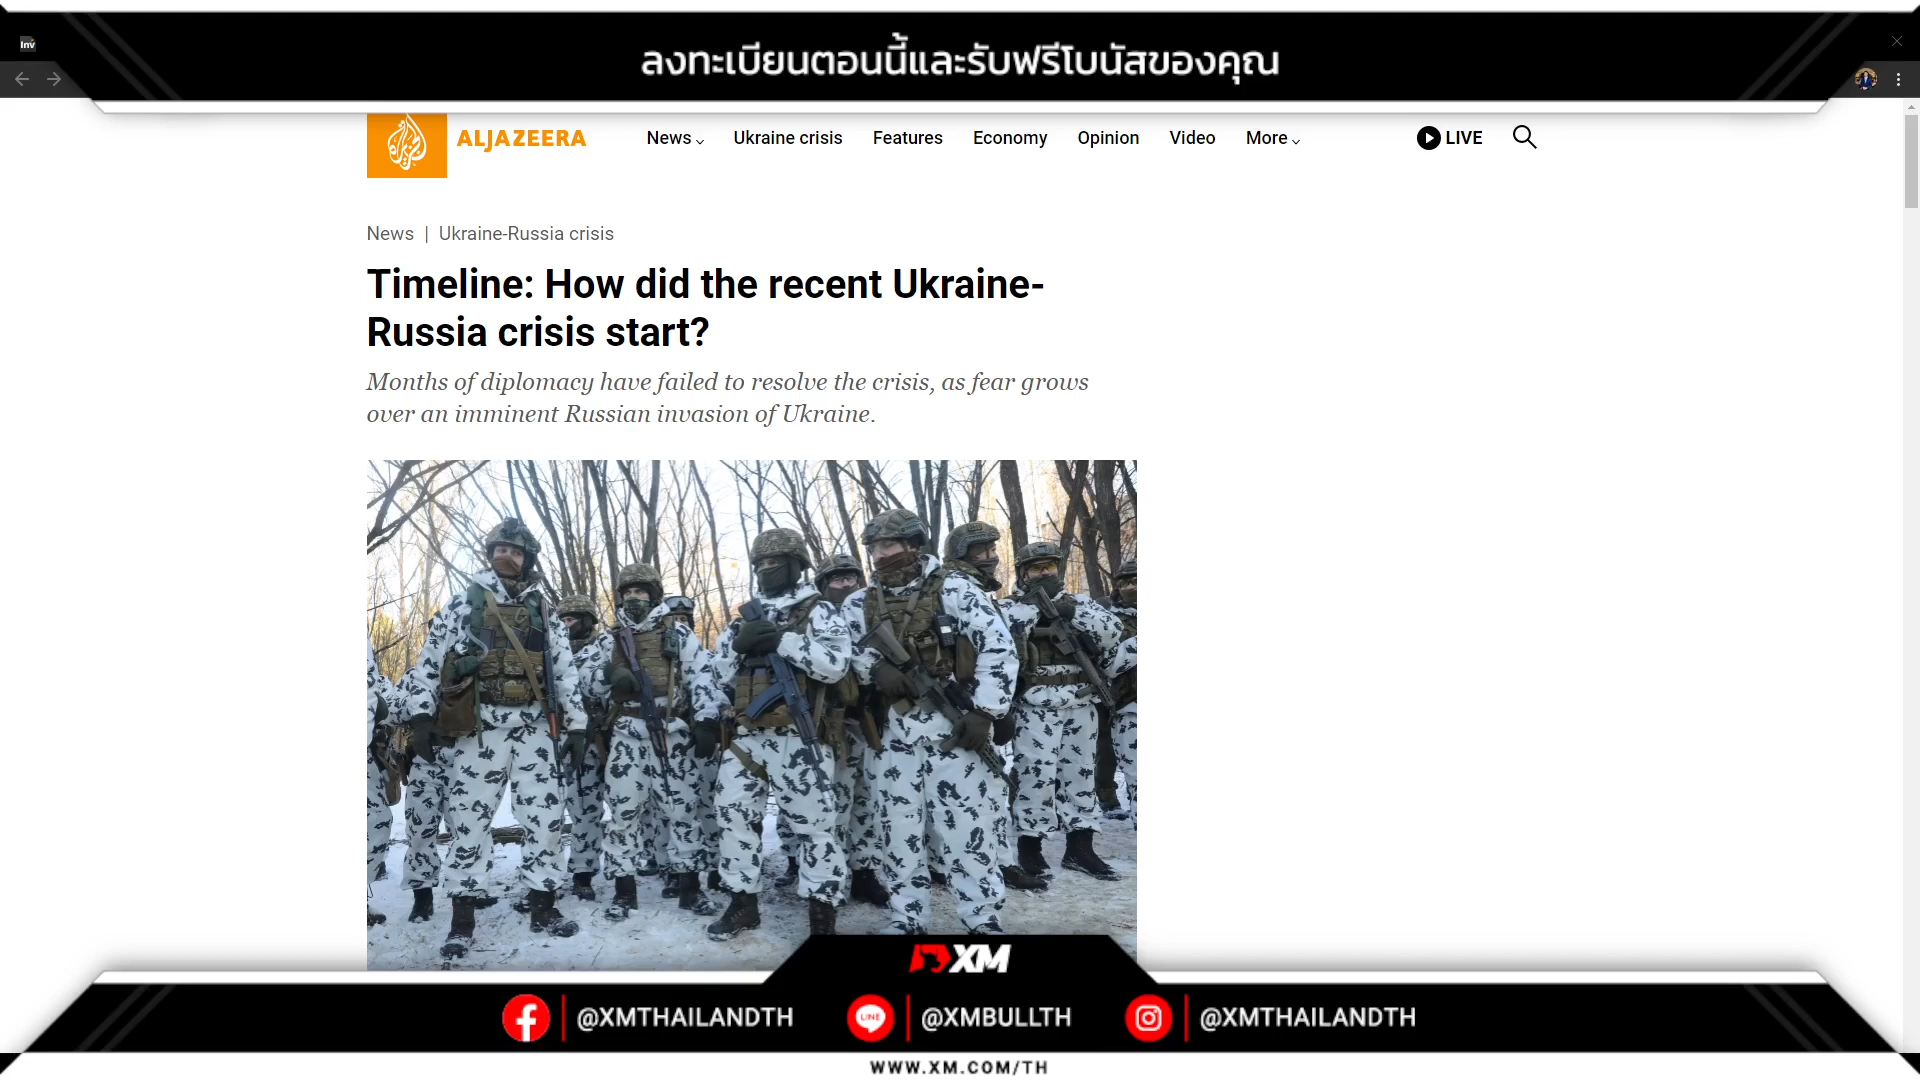 ลงทะเบียนตอนนี้และรับฟรีโบนัสของคุณ
Inv
ALJAZEERA
News
Ukraine crisis
Features
Economy
Opinion
Video
More
LIVE
News | Ukraine-Russia crisis
Timeline: How did the recent Ukraine-
Russia crisis start?
Months of diplomacy have failed to resolve the crisis, as fear grows
over an imminent Russian invasion of Ukraine.
XM
@XMTHAILANDTH
LINE
@XMBULLTH
@XMTHAILANDTH
WWW.XM.COM/TH